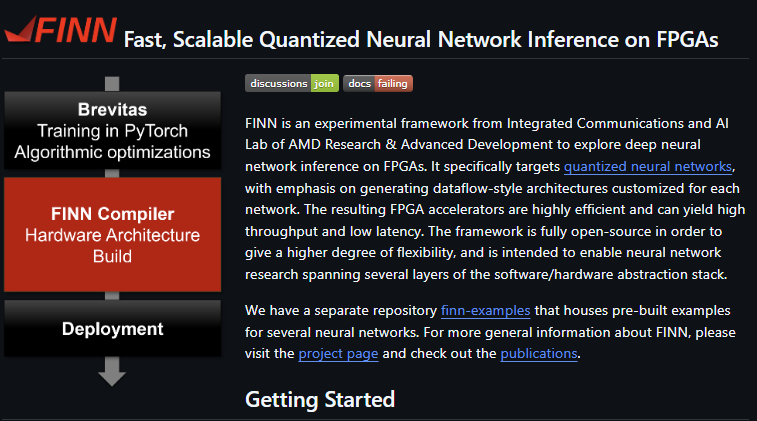 FINN Fast, Scalable Quantized Neural Network Inference on FPGAs
Brevitas
Training in PyTorch
Algorithmic optimizations
FINN Compiler
Hardware Architecture
Build
Deployment
discussions join docs failing
FINN is an experimental framework from Integrated Communications and AI
Lab of AMD Research & Advanced Development to explore deep neural
network inference on FPGAs. It specifically targets quantized neural networks,
with emphasis on generating dataflow-style architectures customized for each
network. The resulting FPGA accelerators are highly efficient and can yield high
throughput and low latency. The framework is fully open-source in order to
give a higher degree of flexibility, and is intended to enable neural network
research spanning several layers of the software/hardware abstraction stack.
We have a separate repository finn-examples that houses pre-built examples
for several neural networks. For more general information about FINN, please
visit the project page and check out the publications.
Getting Started